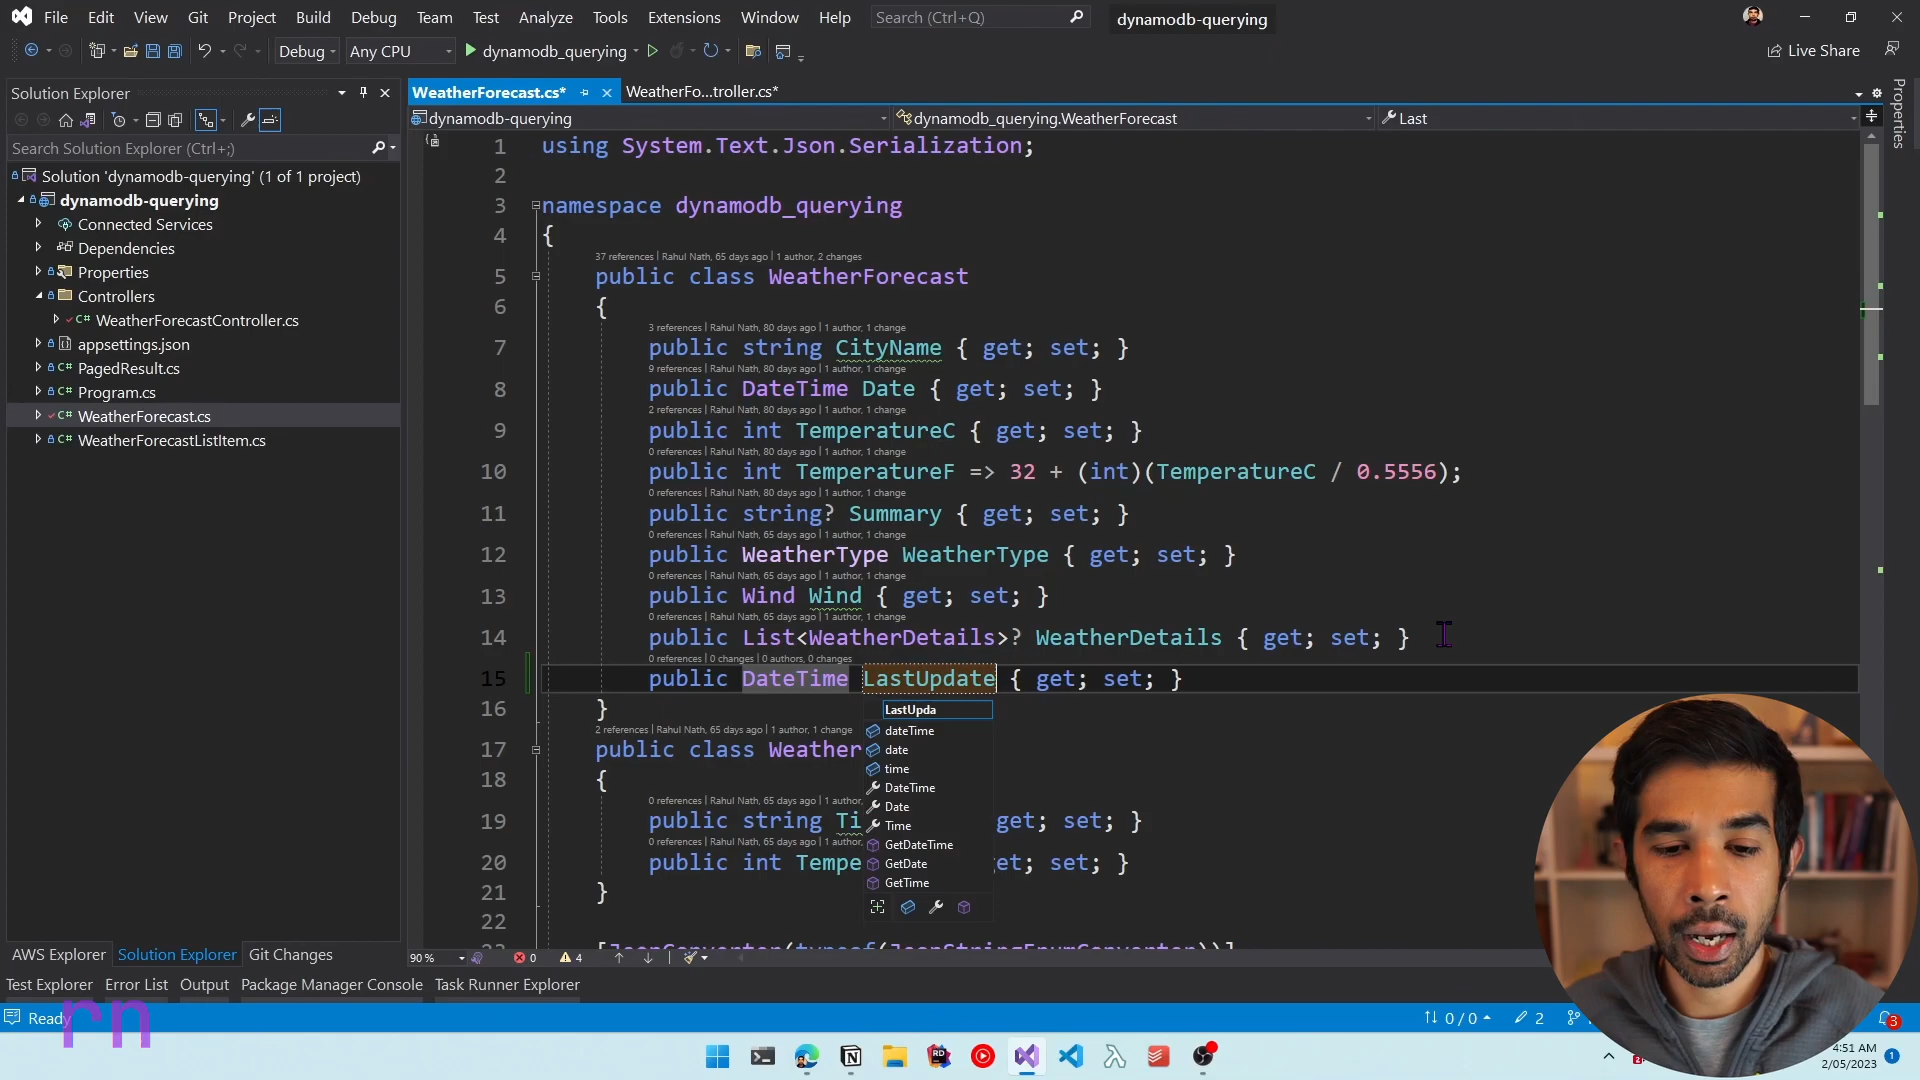 File Edit View Git Project Build Debug Team Test Analyze Tools Extensions Window Help Search (Ctrl+Q) dynamodb-querying
Debug Any CPU dynamodb_querying Live Share
Solution Explorer
Search Solution Explorer (Ctrl+;)
Solution 'dynamodb-querying' (1 of 1 project)
dynamodb-querying
Connected Services
Dependencies
Properties
Controllers
C# WeatherForecastController.cs
appsettings.json
C# PagedResult.cs
C# Program.cs
C# WeatherForecast.cs
C# WeatherForecastListItem.cs
AWS Explorer Solution Explorer Git Changes
WeatherForecast.cs* WeatherFo...troller.cs*
dynamodb-querying dynamodb_querying.WeatherForecast Last
1 using System.Text.Json.Serialization;
2
3 namespace dynamodb_querying
4 {
37 references | Rahul Nath, 65 days ago | 1 author, 2 changes
5 public class WeatherForecast
6 {
3 references | Rahul Nath, 80 days ago | 1 author, 1 change
7 public string CityName { get; set; }
9 references | Rahul Nath, 80 days ago | 1 author, 1 change
8 public DateTime Date { get; set; }
2 references | Rahul Nath, 80 days ago | 1 author, 1 change
9 public int TemperatureC { get; set; }
0 references | Rahul Nath, 80 days ago | 1 author, 1 change
10 public int TemperatureF => 32 + (int)(TemperatureC / 0.5556);
0 references | Rahul Nath, 80 days ago | 1 author, 1 change
11 public string? Summary { get; set; }
0 references | Rahul Nath, 65 days ago | 1 author, 1 change
12 public WeatherType WeatherType { get; set; }
0 references | Rahul Nath, 65 days ago | 1 author, 1 change
13 public Wind Wind { get; set; }
0 references | Rahul Nath, 65 days ago | 1 author, 1 change
14 public List<WeatherDetails>? WeatherDetails { get; set; }
0 references | 0 changes | 0 authors, 0 changes
15 public DateTime LastUpdate { get; set; }
16 }
2 references | Rahul Nath, 65 days ago | 1 author, 1 change
17 public class Weather
18 {
0 references | Rahul Nath, 65 days ago | 1 author,
19 public string Ti get; set; }
0 references | Rahul Nath, 65 days ago | 1 author,
20 public int Tempe et; set; }
21 }
22
23 [JsonConverter(typeof(JsonStringEnumConverter))]
LastUpda
dateTime
date
time
DateTime
Date
Time
GetDateTime
GetDate
GetTime
Properties
90 % 0 4
Test Explorer Error List Output Package Manager Console Task Runner Explorer
Ready 0 / 0 2 3
rn
4:51 AM
2/05/2023 1